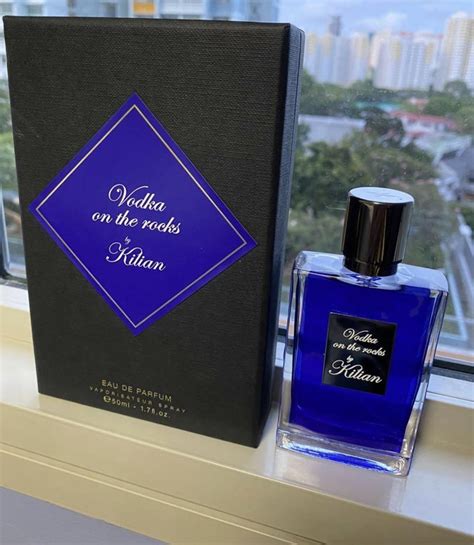 Vodka
on the rocks
by
Kilian
EAU DE PARFUM
VAPORISATEUR SPRAY
℮50ml - 1.7fl.oz.
Vodka
on the rocks
by
Kilian